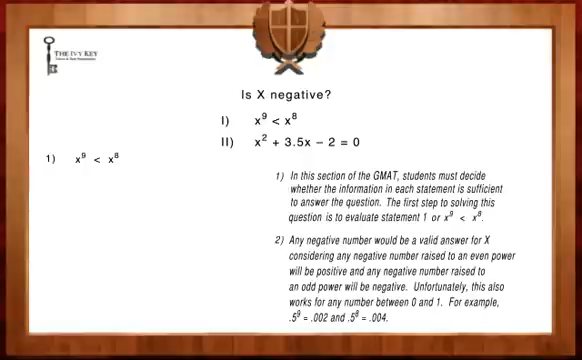 THE IVY KEY
Is X negative?
I) x⁹ < x⁸
II) x² + 3.5x − 2 = 0
1) x⁹ < x⁸
1) In this section of the GMAT, students must decide
whether the information in each statement is sufficient
to answer the question. The first step to solving this
question is to evaluate statement 1 or x⁹ < x⁸.
2) Any negative number would be a valid answer for X
considering any negative number raised to an even power
will be positive and any negative number raised to
an odd power will be negative. Unfortunately, this also
works for any number between 0 and 1. For example,
.5⁹ = .002 and .5⁸ = .004.